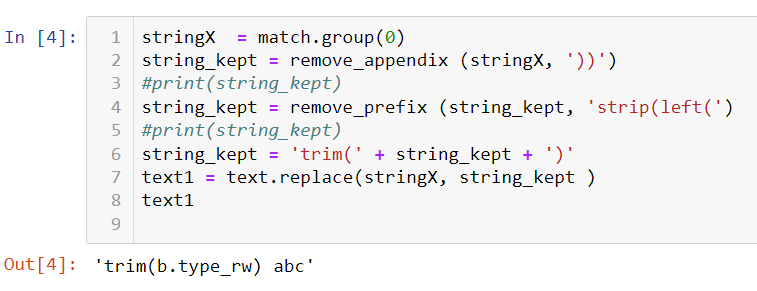 In [4]:
1 stringX  = match.group(0)
2 string_kept = remove_appendix (stringX, '))')
3 #print(string_kept)
4 string_kept = remove_prefix (string_kept, 'strip(left(')
5 #print(string_kept)
6 string_kept = 'trim(' + string_kept + ')'
7 text1 = text.replace(stringX, string_kept )
8 text1
9
Out[4]: 'trim(b.type_rw) abc'